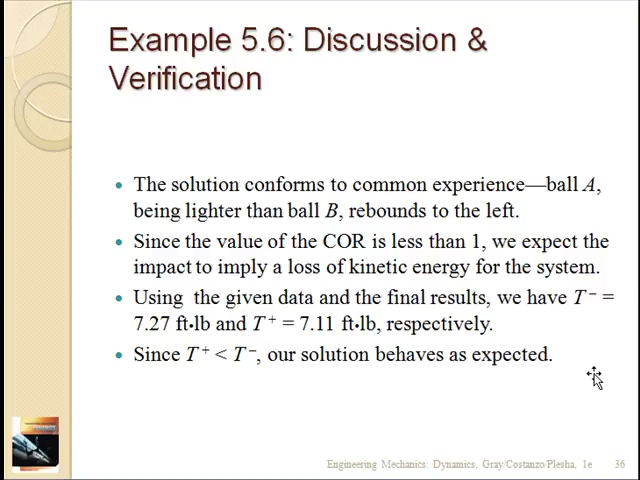 Example 5.6: Discussion &
Verification
• The solution conforms to common experience—ball A,
being lighter than ball B, rebounds to the left.
• Since the value of the COR is less than 1, we expect the
impact to imply a loss of kinetic energy for the system.
• Using the given data and the final results, we have T⁻ =
7.27 ft•lb and T⁺ = 7.11 ft•lb, respectively.
• Since T⁺ < T⁻, our solution behaves as expected.
Engineering Mechanics: Dynamics, Gray/Costanzo/Plesha, 1e 36